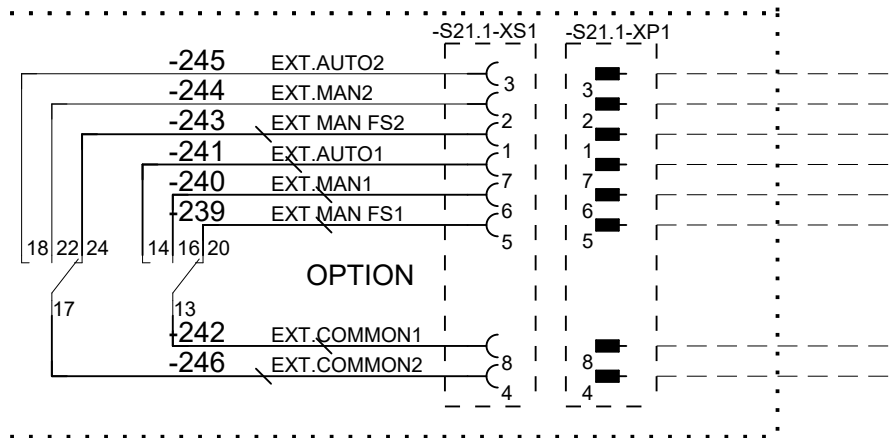 -S21.1-XS1 -S21.1-XP1
-245 EXT.AUTO2
3 3
-244 EXT.MAN2
2 2
-243 EXT MAN FS2
1 1
-241 EXT.AUTO1
7 7
-240 EXT.MAN1
6 6
-239 EXT MAN FS1
5 5
18 22 24 14 16 20
OPTION
17 13
-242 EXT.COMMON1
8 8
-246 EXT.COMMON2
4 4